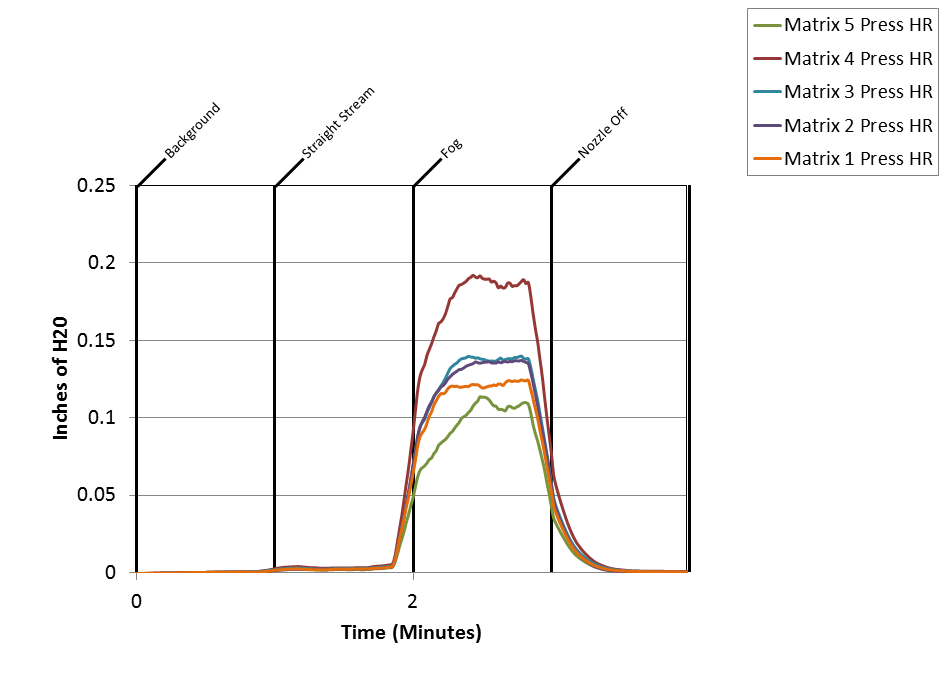 Matrix 5 Press HR
Matrix 4 Press HR
Matrix 3 Press HR
Matrix 2 Press HR
Matrix 1 Press HR
Background
Straight Stream
Fog
Nozzle Off
0.25
0.2
0.15
0.1
0.05
0
Inches of H20
0
2
Time (Minutes)